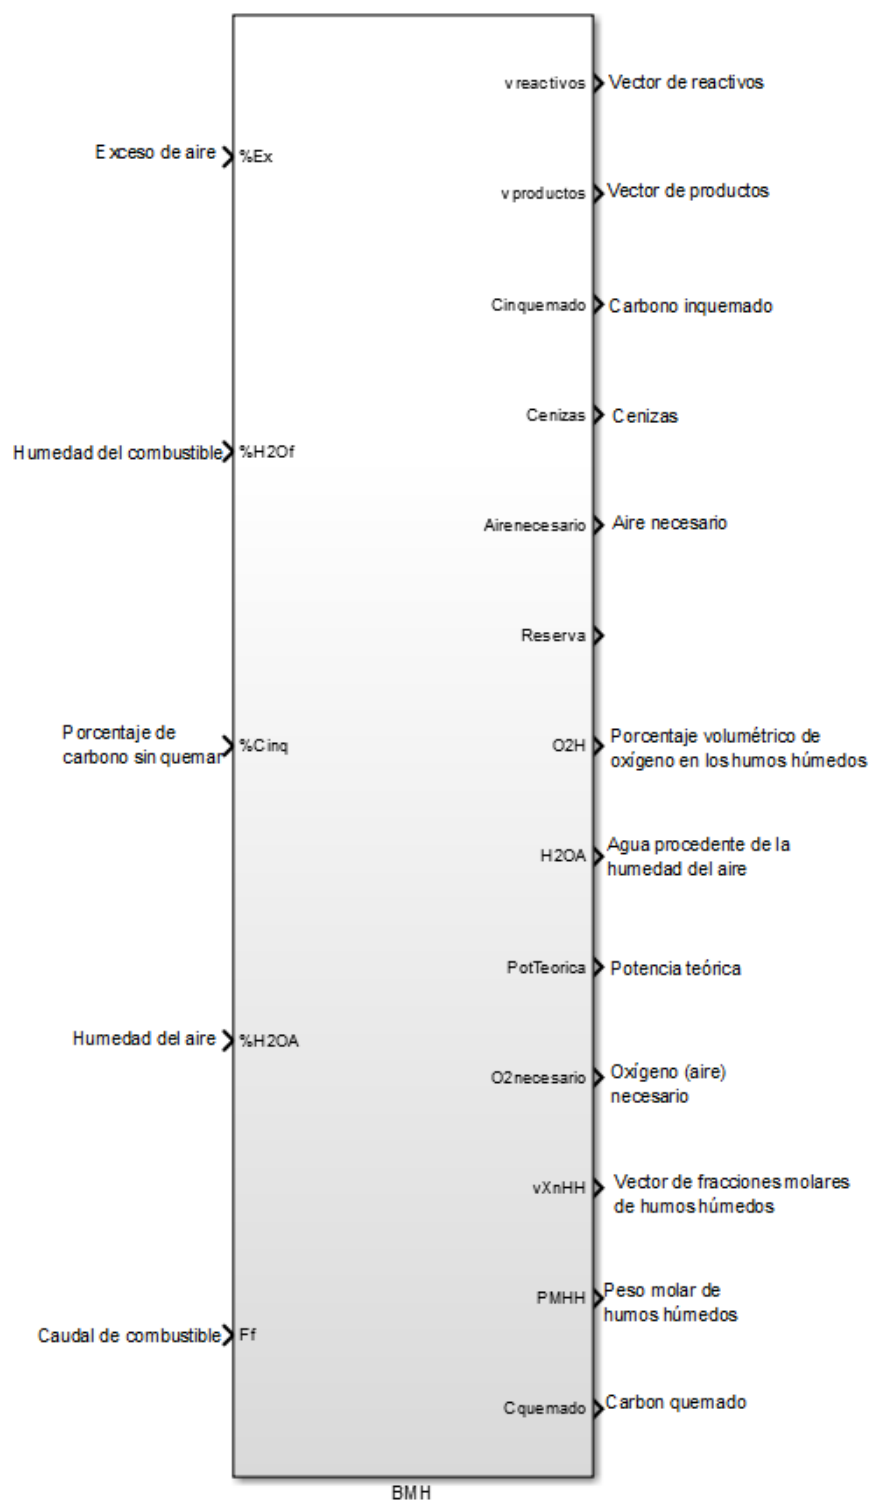 v reactivos
Vector de reactivos
Exceso de aire
%Ex
v productos
Vector de productos
Cinquemado
Carbono inquemado
Cenizas
Cenizas
Humedad del combustible
%H2Of
Airenecesario
Aire necesario
Reserva
Porcentaje de
carbono sin quemar
%Cinq
O2H
Porcentaje volumétrico de
oxígeno en los humos húmedos
H2OA
Agua procedente de la
humedad del aire
PotTeorica
Potencia teórica
Humedad del aire
%H2OA
O2necesario
Oxígeno (aire)
necesario
vXnHH
Vector de fracciones molares
de humos húmedos
PMHH
Peso molar de
humos húmedos
Caudal de combustible
Ff
Cquemado
Carbon quemado
BMH